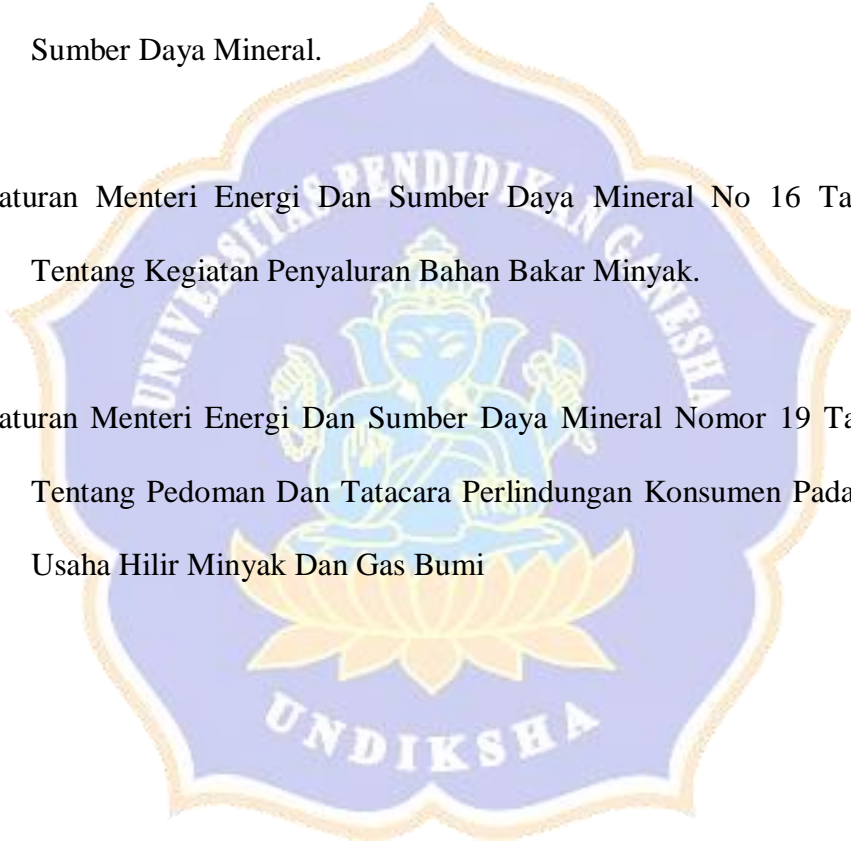 Sumber Daya Mineral.
aturan Menteri Energi Dan Sumber Daya Mineral No 16 Ta
Tentang Kegiatan Penyaluran Bahan Bakar Minyak.
aturan Menteri Energi Dan Sumber Daya Mineral Nomor 19 Ta
Tentang Pedoman Dan Tatacara Perlindungan Konsumen Pada
Usaha Hilir Minyak Dan Gas Bumi
UNIVERSITAS PENDIDIKAN GANESHA
UNDIKSHA